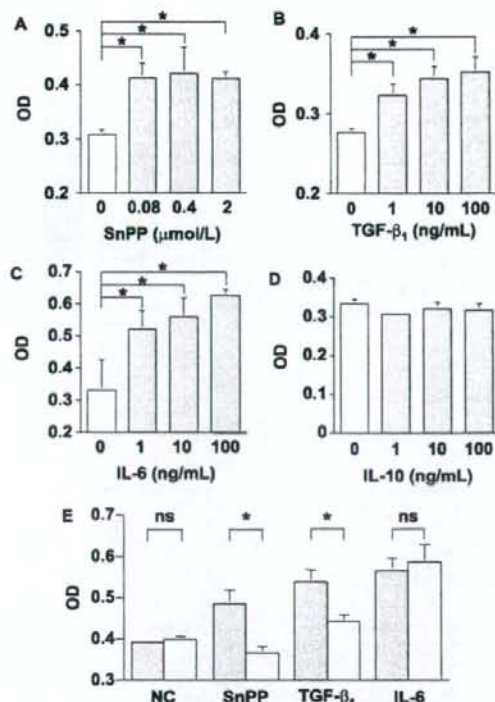 A
* 
*
*
0.5
0.4
0.3
0.2
OD
0 0.08 0.4 2
SnPP (μmol/L)
B
*
*
*
0.4
0.3
0.2
OD
0 1 10 100
TGF-β₁ (ng/mL)
C
*
*
*
0.7
0.6
0.5
0.4
0.3
0.2
OD
0 1 10 100
IL-6 (ng/mL)
D
0.4
0.3
0.2
0.1
0
OD
0 1 10 100
IL-10 (ng/mL)
E
ns * * ns
0.7
0.6
0.5
0.4
0.3
OD
NC SnPP TGF-β₁ IL-6